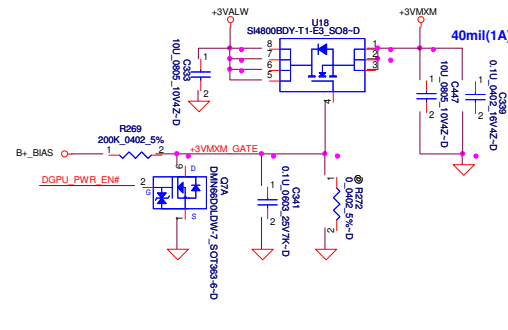 +3VALW
+3VMXM
U18
SI4800BDY-T1-E3_SO8~D
40mil(1A)
8
7
6
5
1
2
3
4
C333
10U_0805_10V4Z~D
1
2
C447
10U_0805_10V4Z~D
1
2
C339
0.1U_0402_16V4Z~D
1
2
R269
200K_0402_5%
B+_BIAS
1
2
+3VMXM_GATE
DGPU_PWR_EN#
2
G
6
D
1
S
Q7A
DMN66D0LDW-7_SOT363-6~D
C341
0.1U_0603_25V7K~D
1
2
@ R272
_0402_5%~D
1
2